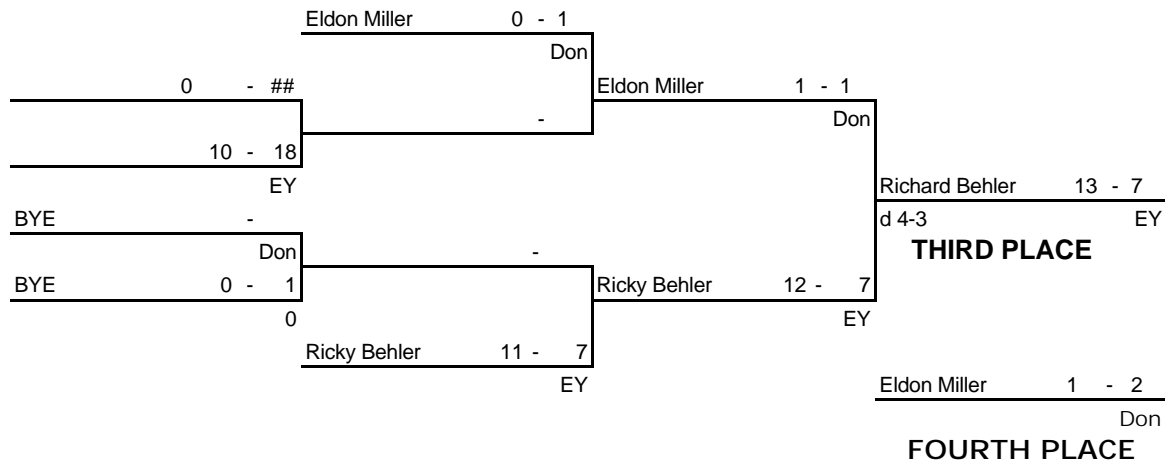 Eldon Miller 0 - 1
Don
0 - ##
Eldon Miller 1 - 1
-
Don
10 - 18
EY
Richard Behler 13 - 7
BYE -
d 4-3 EY
Don
THIRD PLACE
-
BYE 0 - 1
Ricky Behler 12 - 7
0
EY
Ricky Behler 11 - 7
EY
Eldon Miller 1 - 2
Don
FOURTH PLACE